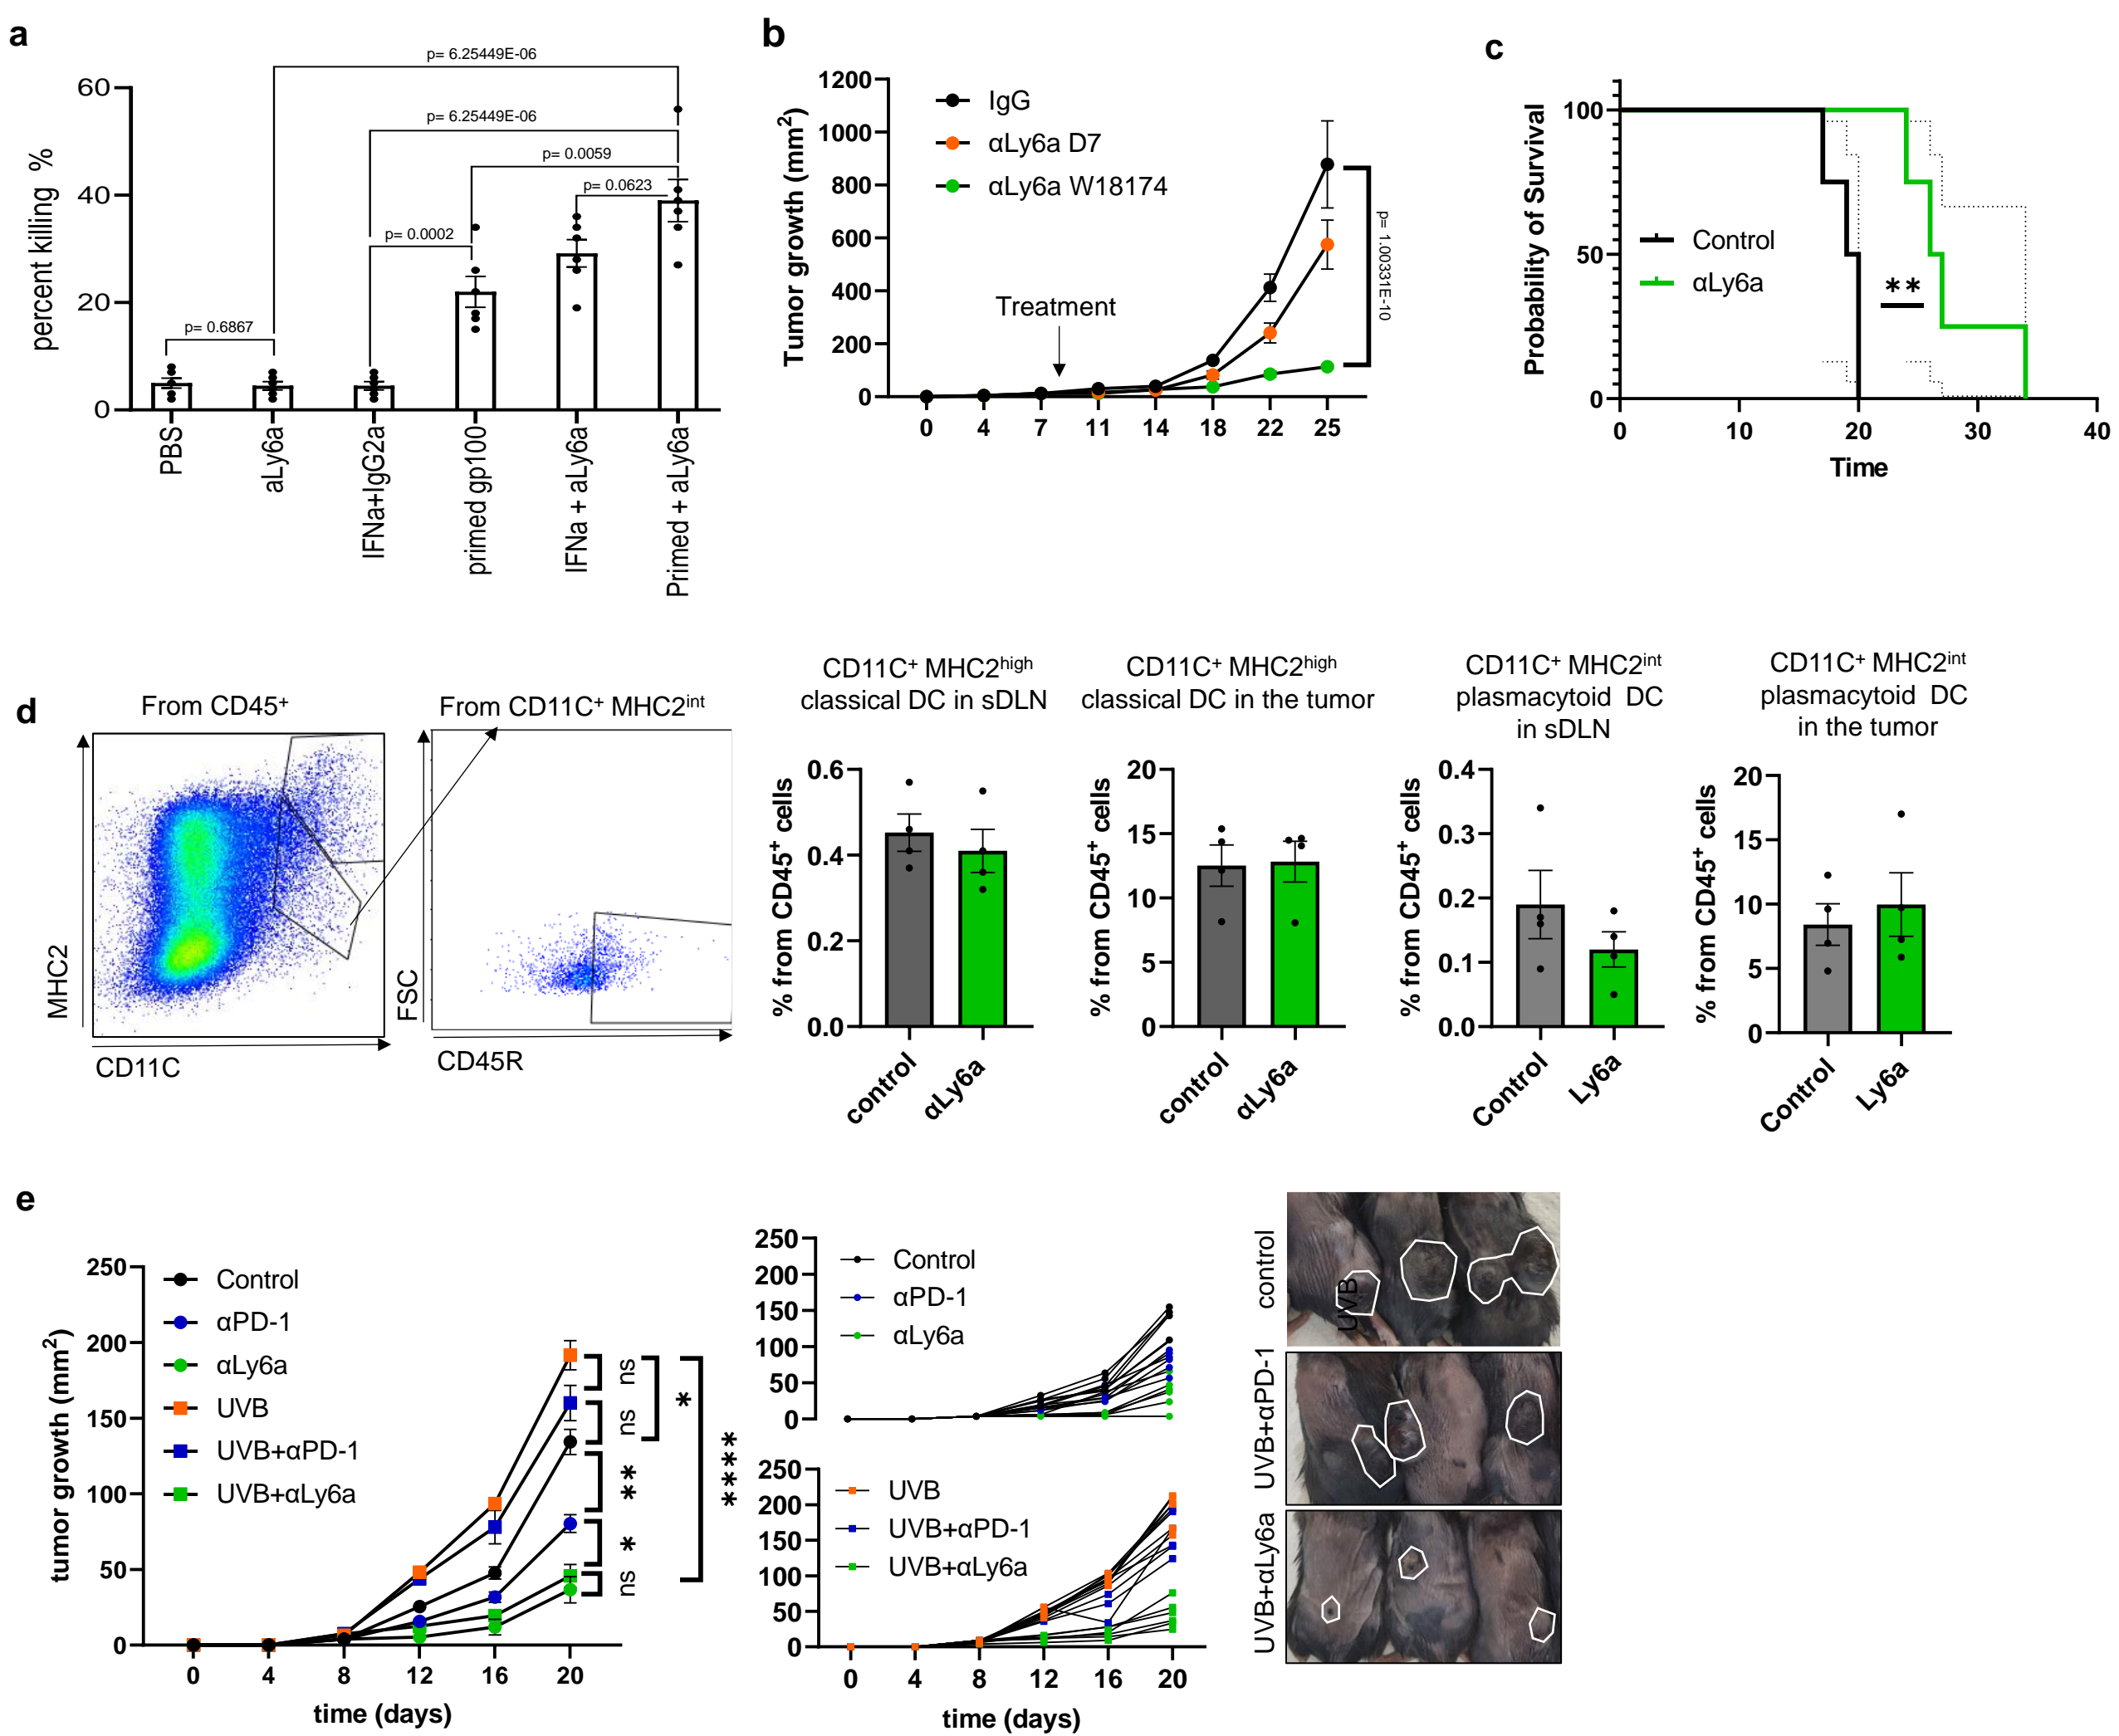 a
p= 6.25449E-06
p= 6.25449E-06
p= 0.0059
p= 0.0623
p= 0.0002
p= 0.6867
percent killing %
60
40
20
0
PBS
aLy6a
IFNa+IgG2a
primed gp100
IFNa + aLy6a
Primed + aLy6a
b
Tumor growth (mm²)
1200
1000
800
600
400
200
0
IgG
αLy6a D7
αLy6a W18174
Treatment
p= 1.00331E-10
0 4 7 11 14 18 22 25
c
Probability of Survival
100
50
0
Control
αLy6a
**
0 10 20 30 40
Time
d
From CD45⁺
MHC2
CD11C
From CD11C⁺ MHC2ⁱⁿᵗ
FSC
CD45R
CD11C⁺ MHC2ʰⁱᵍʰ
classical DC in sDLN
% from CD45⁺ cells
0.6
0.4
0.2
0.0
control
αLy6a
CD11C⁺ MHC2ʰⁱᵍʰ
classical DC in the tumor
% from CD45⁺ cells
20
15
10
5
0
control
αLy6a
CD11C⁺ MHC2ⁱⁿᵗ
plasmacytoid DC
in sDLN
% from CD45⁺ cells
0.4
0.3
0.2
0.1
0.0
Control
Ly6a
CD11C⁺ MHC2ⁱⁿᵗ
plasmacytoid DC
in the tumor
% from CD45⁺ cells
20
15
10
5
0
Control
Ly6a
e
tumor growth (mm²)
250
200
150
100
50
0
Control
αPD-1
αLy6a
UVB
UVB+αPD-1
UVB+αLy6a
ns
ns
**
*
ns
*
****
0 4 8 12 16 20
time (days)
250
200
150
100
50
0
Control
αPD-1
αLy6a
250
200
150
100
50
0
UVB
UVB+αPD-1
UVB+αLy6a
0 4 8 12 16 20
time (days)
control
UVB
UVB+αPD-1
UVB+αLy6a